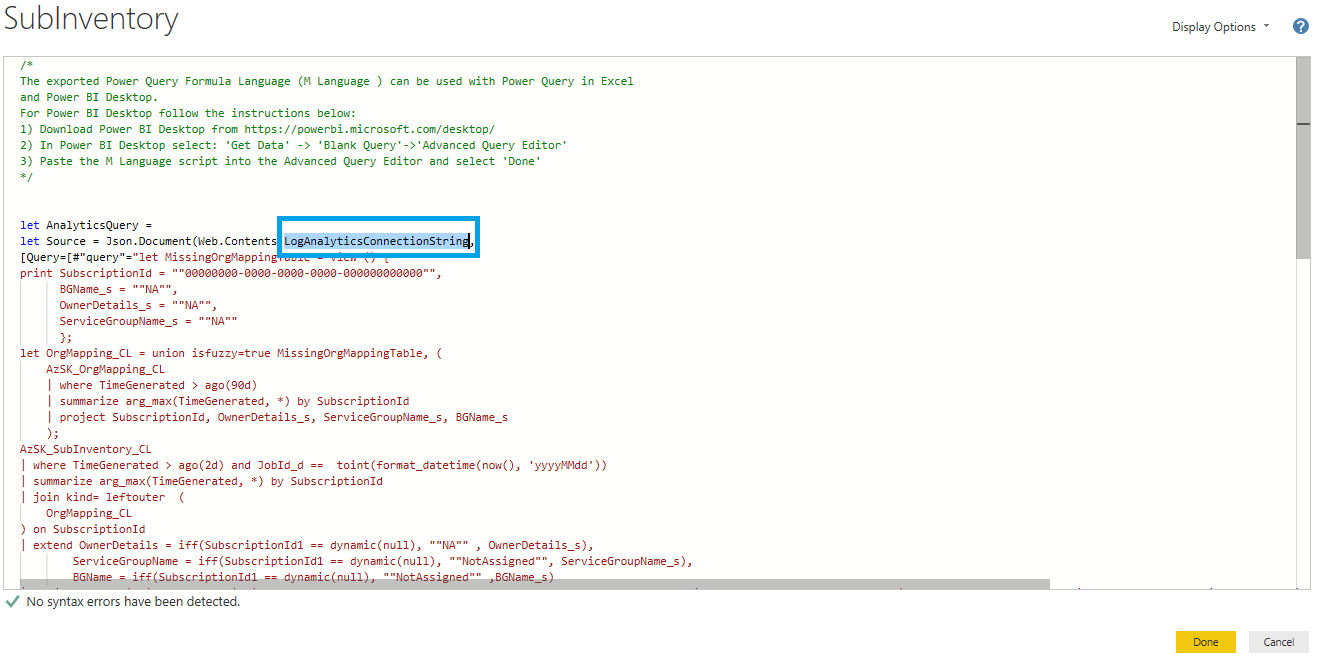 SubInventory
Display Options
?
/*
The exported Power Query Formula Language (M Language ) can be used with Power Query in Excel
and Power BI Desktop.
For Power BI Desktop follow the instructions below:
1) Download Power BI Desktop from https://powerbi.microsoft.com/desktop/
2) In Power BI Desktop select: 'Get Data' -> 'Blank Query'->'Advanced Query Editor'
3) Paste the M Language script into the Advanced Query Editor and select 'Done'
*/
let AnalyticsQuery =
let Source = Json.Document(Web.Contents(LogAnalyticsConnectionString,
[Query=[#"query"="let MissingOrgMappingTable = view () {
print SubscriptionId = ""00000000-0000-0000-0000-000000000000"",
BGName_s = ""NA"",
OwnerDetails_s = ""NA"",
ServiceGroupName_s = ""NA""
};
let OrgMapping_CL = union isfuzzy=true MissingOrgMappingTable, (
AzSK_OrgMapping_CL
| where TimeGenerated > ago(90d)
| summarize arg_max(TimeGenerated, *) by SubscriptionId
| project SubscriptionId, OwnerDetails_s, ServiceGroupName_s, BGName_s
);
AzSK_SubInventory_CL
| where TimeGenerated > ago(2d) and JobId_d == toint(format_datetime(now(), 'yyyyMMdd'))
| summarize arg_max(TimeGenerated, *) by SubscriptionId
| join kind= leftouter (
OrgMapping_CL
) on SubscriptionId
| extend OwnerDetails = iff(SubscriptionId1 == dynamic(null), ""NA"" , OwnerDetails_s),
ServiceGroupName = iff(SubscriptionId1 == dynamic(null), ""NotAssigned"", ServiceGroupName_s),
BGName = iff(SubscriptionId1 == dynamic(null), ""NotAssigned"" ,BGName_s)
No syntax errors have been detected.
Done
Cancel